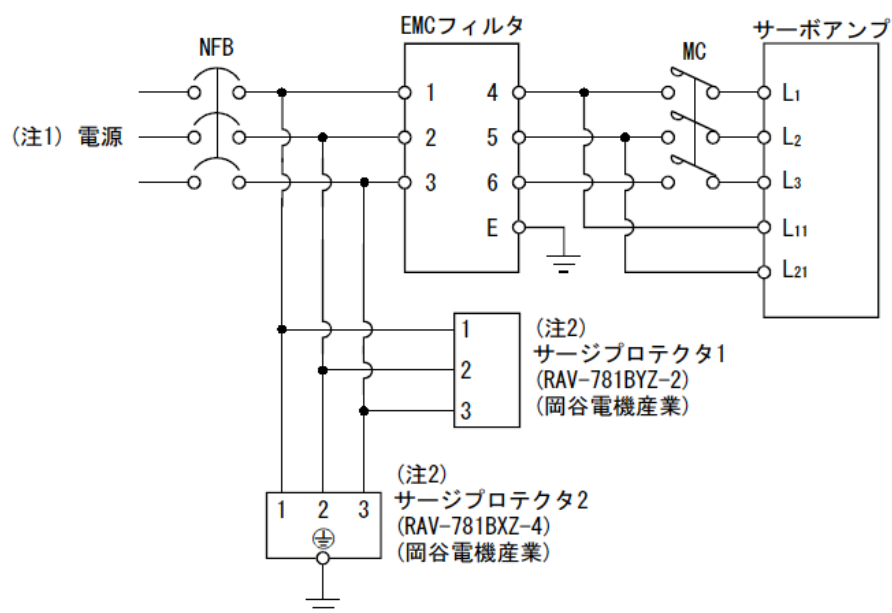 EMCフィルタ
サーボアンプ
NFB
MC
1 4
L1
(注1) 電源
2 5
L2
3 6
L3
E
L11
L21
1
2
3
(注2)
サージプロテクタ1
(RAV-781BYZ-2)
(岡谷電機産業)
1 2 3
(注2)
サージプロテクタ2
(RAV-781BXZ-4)
(岡谷電機産業)